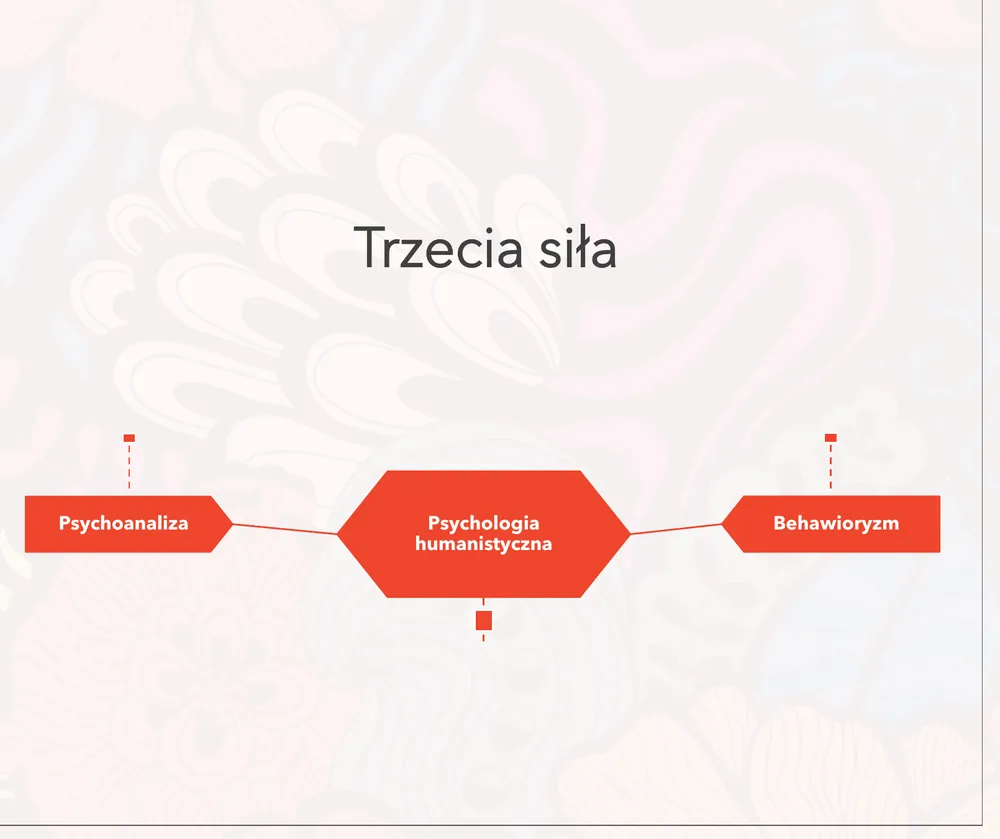 Trzecia siła
Psychoanaliza
Psychologia
humanistyczna
Behawioryzm